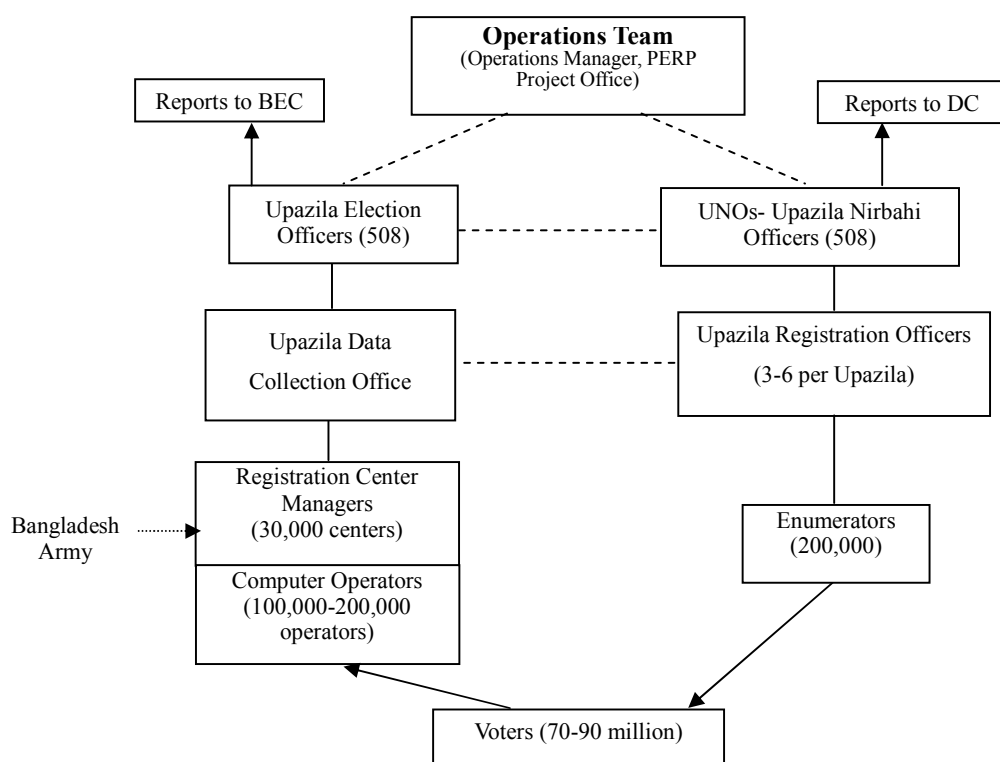 Operations Team
(Operations Manager, PERP
Project Office)
Reports to BEC
Reports to DC
Upazila Election
Officers (508)
UNOs- Upazila Nirbahi
Officers (508)
Upazila Data
Collection Office
Upazila Registration Officers
(3-6 per Upazila)
Registration Center
Managers
(30,000 centers)
Bangladesh
Army
Enumerators
(200,000)
Computer Operators
(100,000-200,000
operators)
Voters (70-90 million)